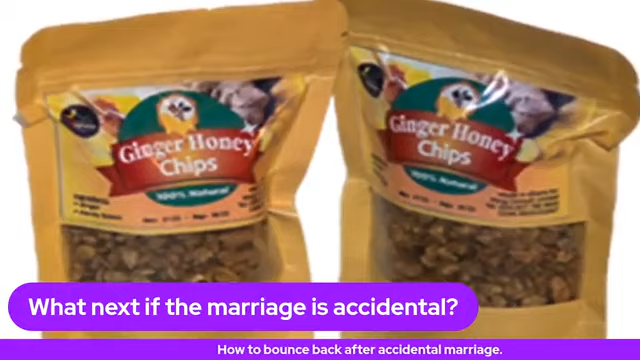 Ginger Honey
Chips
100% Natural
Ginger Honey
Chips
100% Natural
What next if the marriage is accidental?
How to bounce back after accidental marriage.